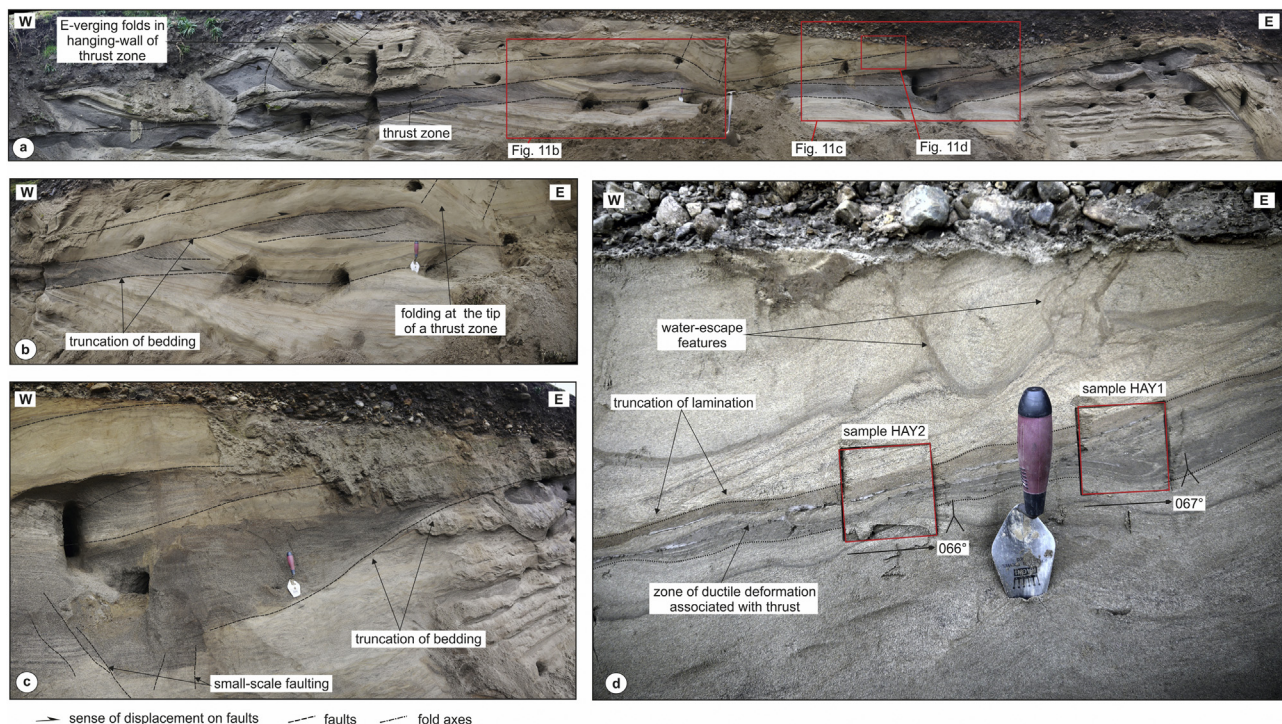 W
E
E-verging folds in
hanging-wall of
thrust zone
thrust zone
Fig. 11b
Fig. 11c
Fig. 11d
a
W
E
truncation of bedding
folding at the tip
of a thrust zone
b
W
E
truncation of bedding
small-scale faulting
c
W
E
water-escape
features
truncation of lamination
sample HAY2
sample HAY1
067°
066°
zone of ductile deformation
associated with thrust
d
sense of displacement on faults
faults
fold axes